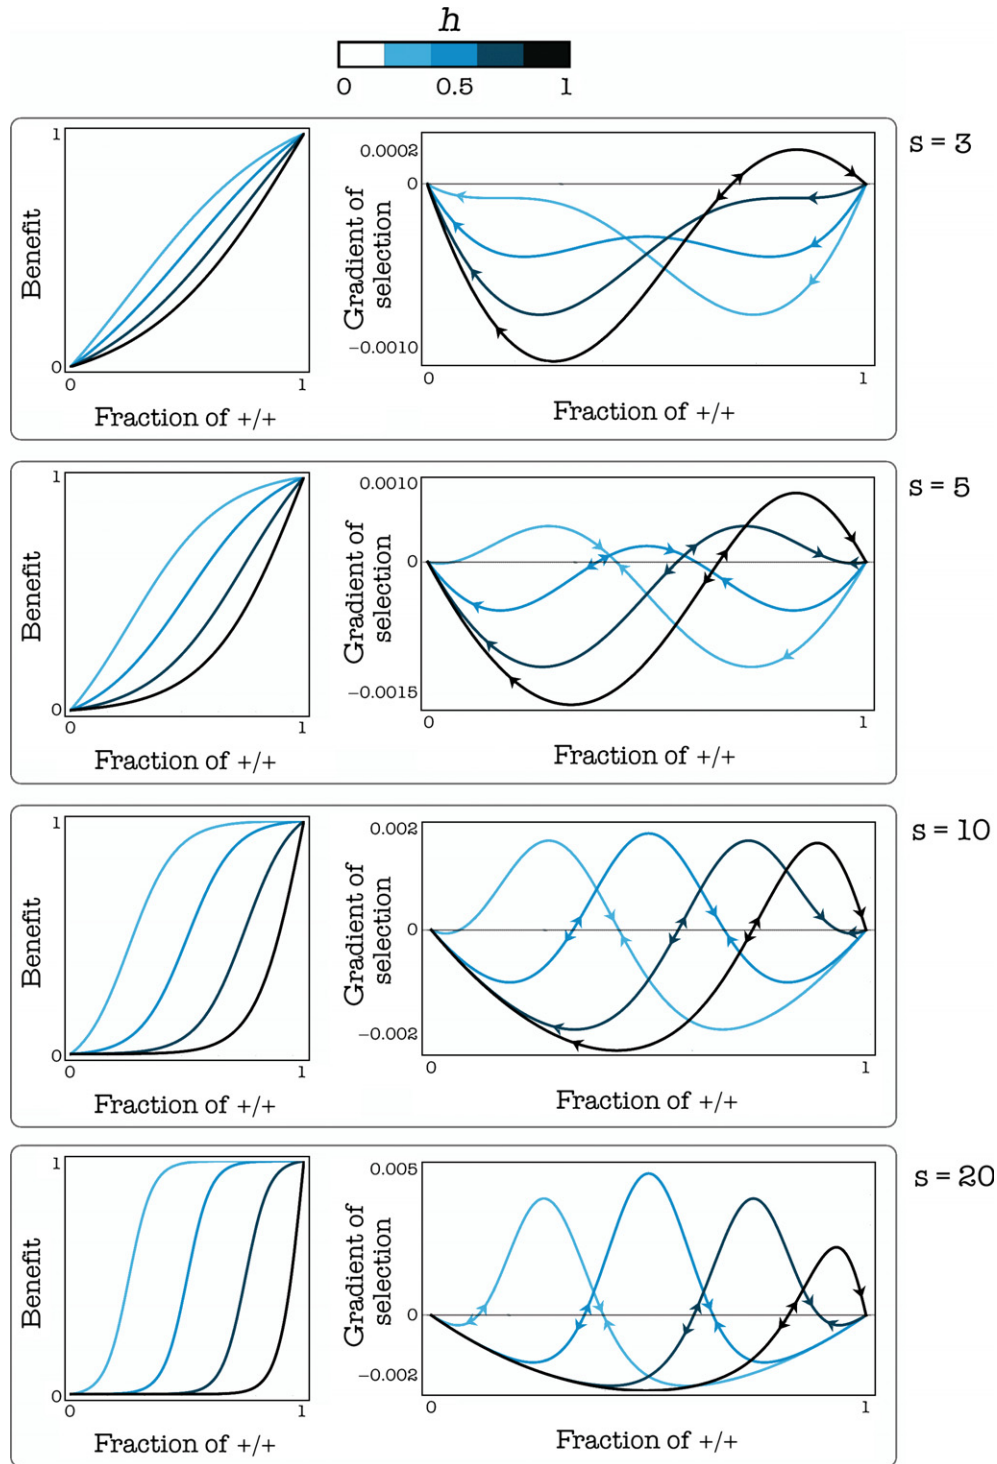 h
0 0.5 1
s = 3
1
Benefit
0
0 1
Fraction of +/+
0.0002
0
−0.0010
Gradient of
selection
0 1
Fraction of +/+
s = 5
1
Benefit
0
0 1
Fraction of +/+
0.0010
0
−0.0015
Gradient of
selection
0 1
Fraction of +/+
s = 10
1
Benefit
0
0 1
Fraction of +/+
0.002
0
−0.002
Gradient of
selection
0 1
Fraction of +/+
s = 20
1
Benefit
0
0 1
Fraction of +/+
0.005
0
−0.002
Gradient of
selection
0 1
Fraction of +/+